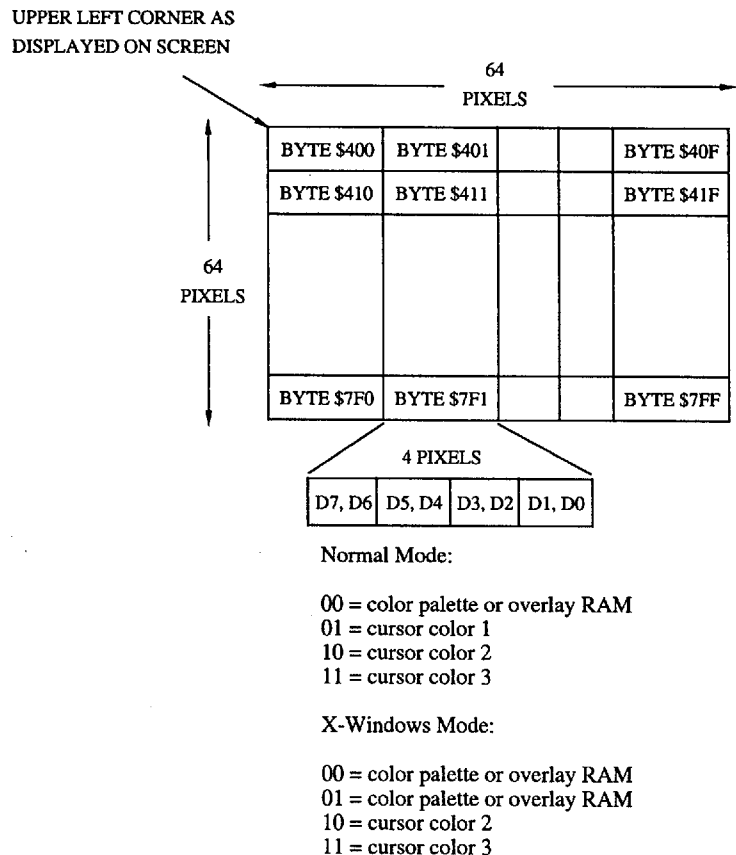 UPPER LEFT CORNER AS
DISPLAYED ON SCREEN
64
PIXELS
BYTE $400 BYTE $401 BYTE $40F
BYTE $410 BYTE $411 BYTE $41F
64
PIXELS
BYTE $7F0 BYTE $7F1 BYTE $7FF
4 PIXELS
D7, D6 D5, D4 D3, D2 D1, D0
Normal Mode:
00 = color palette or overlay RAM
01 = cursor color 1
10 = cursor color 2
11 = cursor color 3
X-Windows Mode:
00 = color palette or overlay RAM
01 = color palette or overlay RAM
10 = cursor color 2
11 = cursor color 3